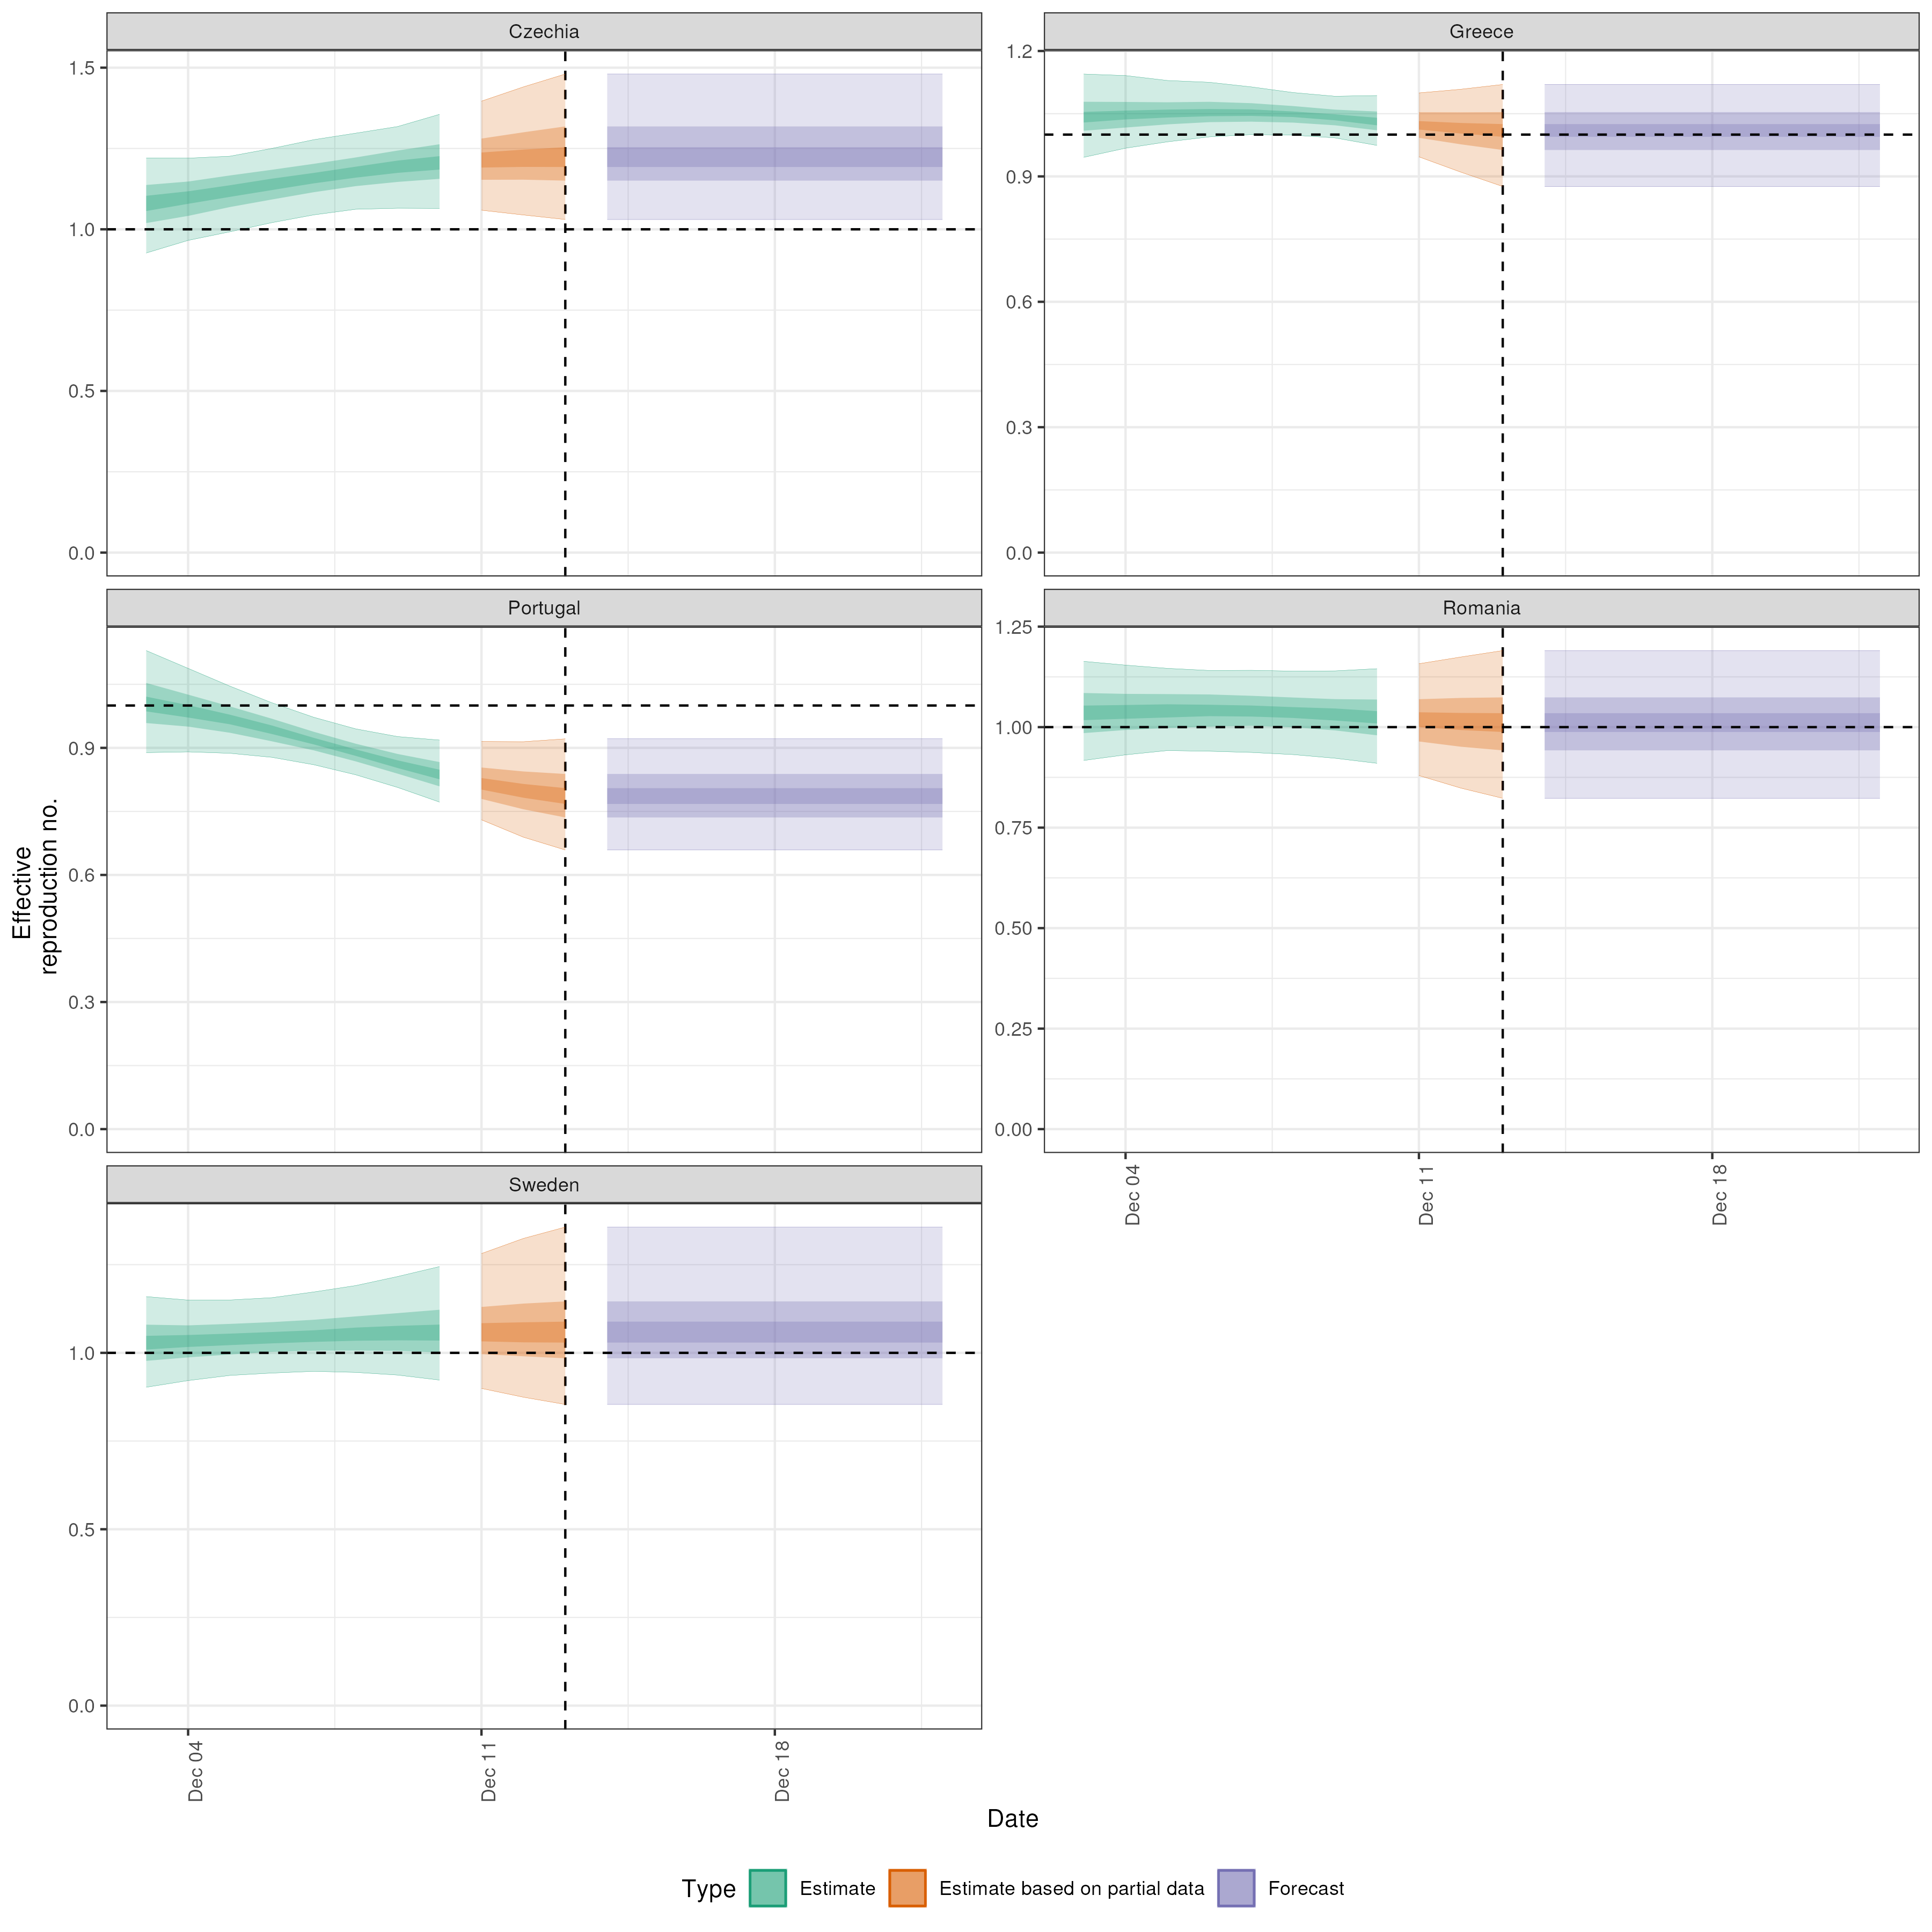 Czechia
1.5
1.0
0.5
0.0
Greece
1.2
0.9
0.6
0.3
0.0
Portugal
0.9
0.6
0.3
0.0
Romania
1.25
1.00
0.75
0.50
0.25
0.00
Dec 04
Dec 11
Dec 18
Effective
reproduction no.
Sweden
1.0
0.5
0.0
Dec 04
Dec 11
Dec 18
Date
Type Estimate Estimate based on partial data Forecast